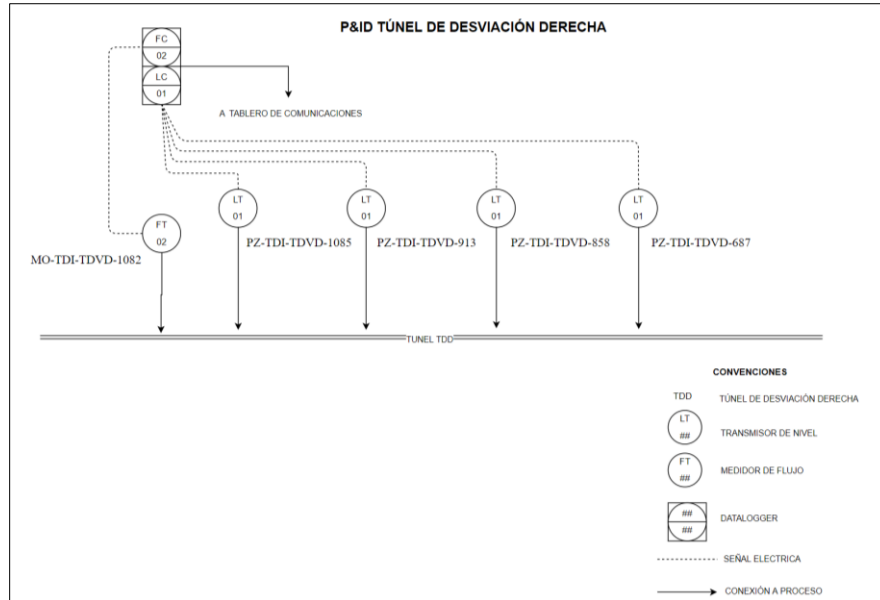 P&ID TÚNEL DE DESVIACIÓN DERECHA
FC
02
LC
01
A TABLERO DE COMUNICACIONES
LT
01
LT
01
LT
01
LT
01
FT
02
PZ-TDI-TDVD-1085
PZ-TDI-TDVD-913
PZ-TDI-TDVD-858
PZ-TDI-TDVD-687
MO-TDI-TDVD-1082
TUNEL TDD
CONVENCIONES
TDD TÚNEL DE DESVIACIÓN DERECHA
LT
##
TRANSMISOR DE NIVEL
FT
##
MEDIDOR DE FLUJO
##
##
DATALOGGER
SEÑAL ELECTRICA
CONEXIÓN A PROCESO